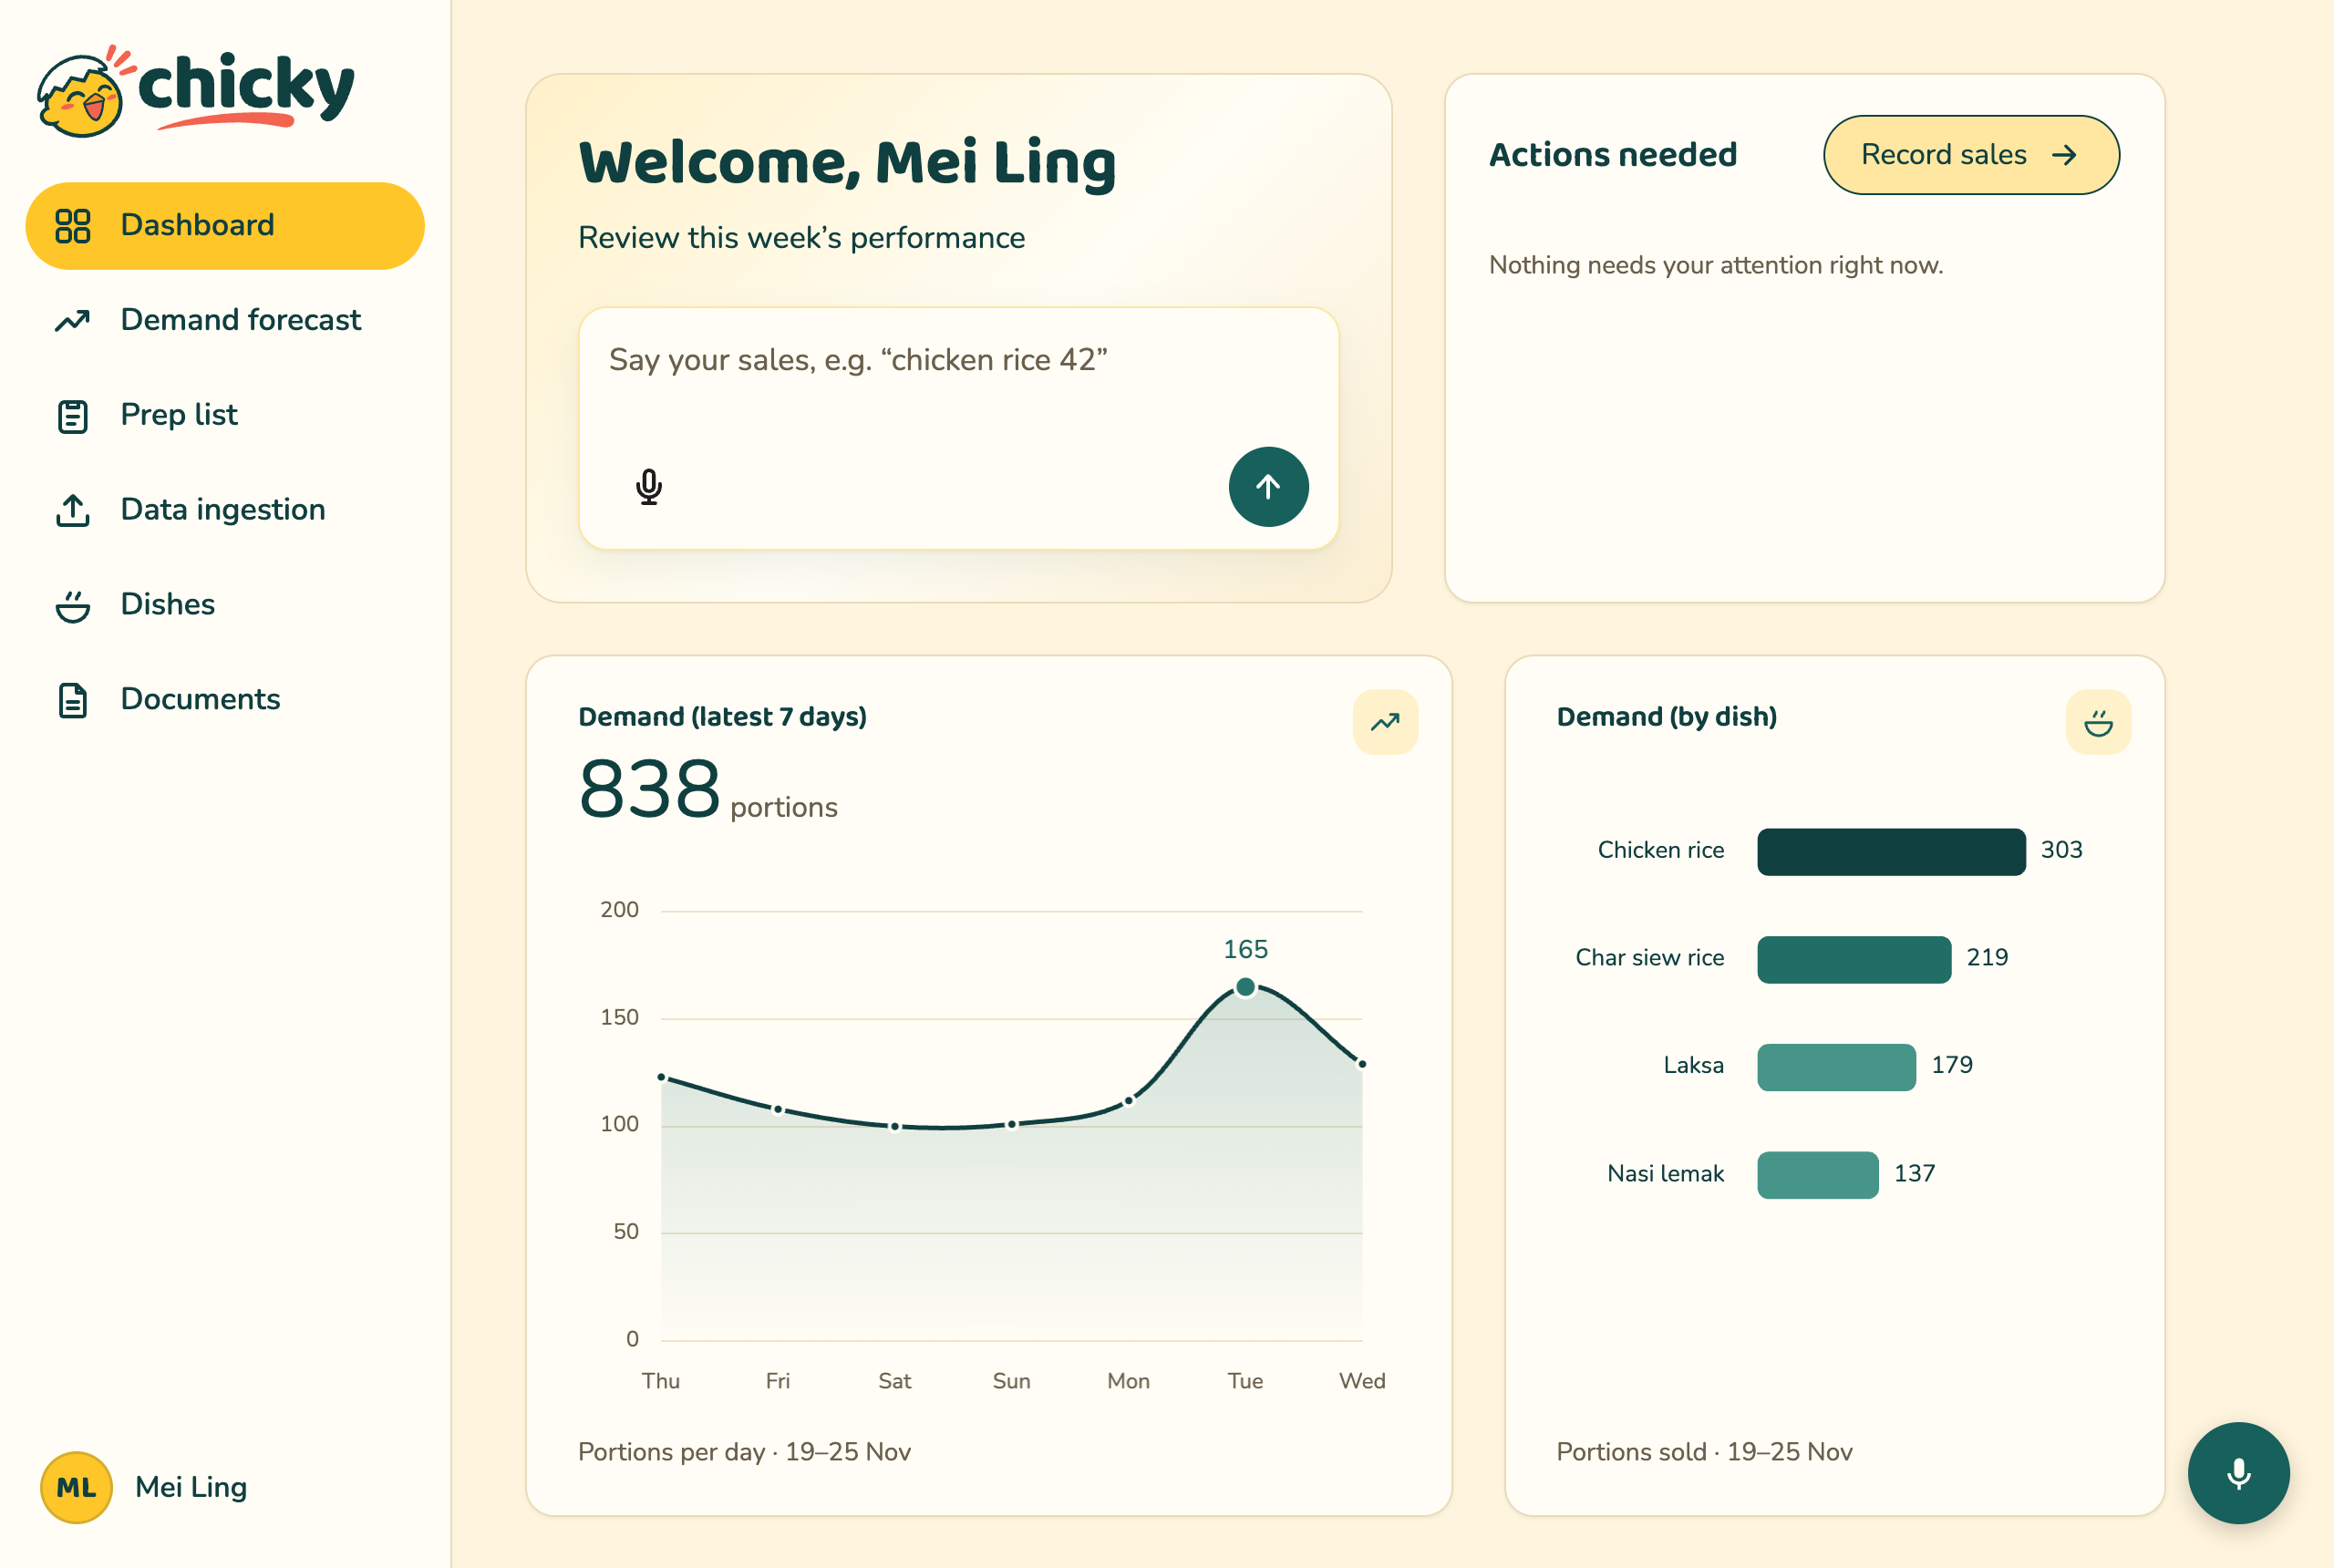 chicky
Dashboard
Demand forecast
Prep list
Data ingestion
Dishes
Documents
ML
Mei Ling
Welcome, Mei Ling
Review this week’s performance
Say your sales, e.g. “chicken rice 42”
Actions needed
Record sales
Nothing needs your attention right now.
Demand (latest 7 days)
838 portions
200
150
100
50
0
165
Thu Fri Sat Sun Mon Tue Wed
Portions per day · 19–25 Nov
Demand (by dish)
Chicken rice 303
Char siew rice 219
Laksa 179
Nasi lemak 137
Portions sold · 19–25 Nov